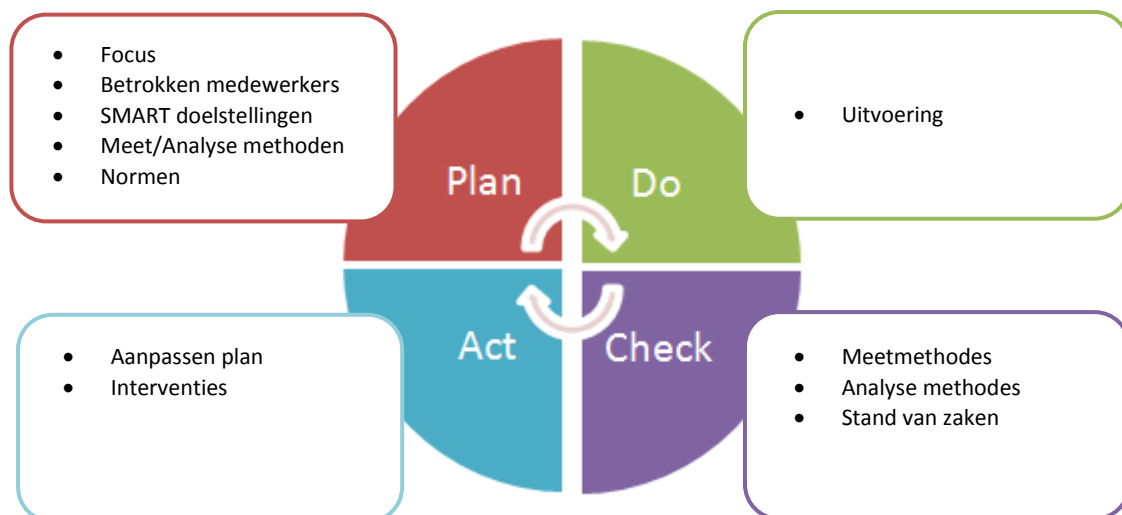 • Focus
• Betrokken medewerkers
• SMART doelstellingen
• Meet/Analyse methoden
• Normen
Plan
Do
• Uitvoering
• Aanpassen plan
• Interventies
Act
Check
• Meetmethodes
• Analyse methodes
• Stand van zaken